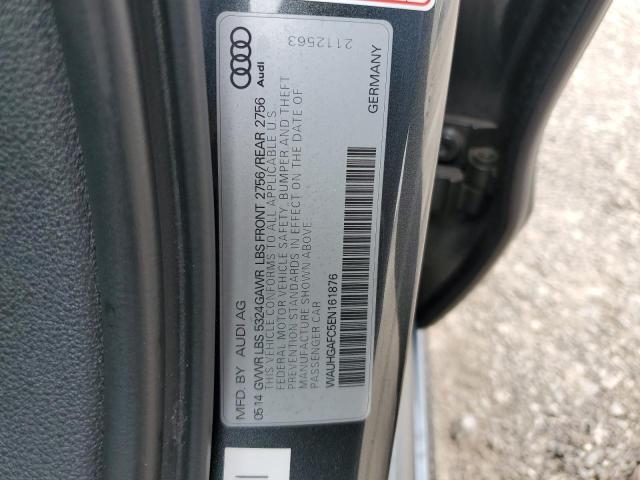 MFD. BY AUDI AG
0514 GVWR LBS 5324 GAWR LBS FRONT 2756/REAR 2756
THIS VEHICLE CONFORMS TO ALL APPLICABLE U.S
FEDERAL MOTOR VEHICLE SAFETY, BUMPER AND THEFT
PREVENTION STANDARDS IN EFFECT ON THE DATE OF
MANUFACTURE SHOWN ABOVE.
PASSENGER CAR
WAUHGAFC5EN161876
GERMANY
Audi
2112563